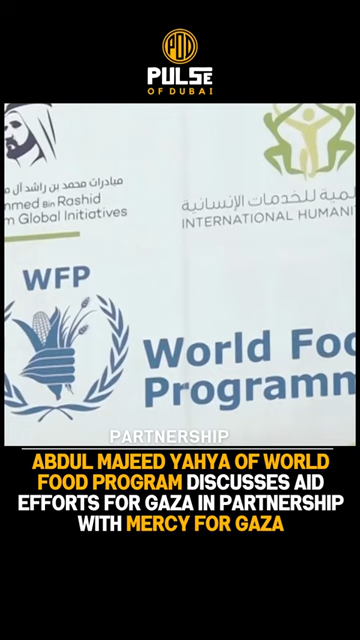 PULSE
OF DUBAI
مبادرات محمد بن راشد آل م
mmed Bin Rashid
m Global Initiatives
مية للخدمات الإنسانية
INTERNATIONAL HUMANI
WFP
World Foo
Programm
PARTNERSHIP
ABDUL MAJEED YAHYA OF WORLD
FOOD PROGRAM DISCUSSES AID
EFFORTS FOR GAZA IN PARTNERSHIP
WITH MERCY FOR GAZA